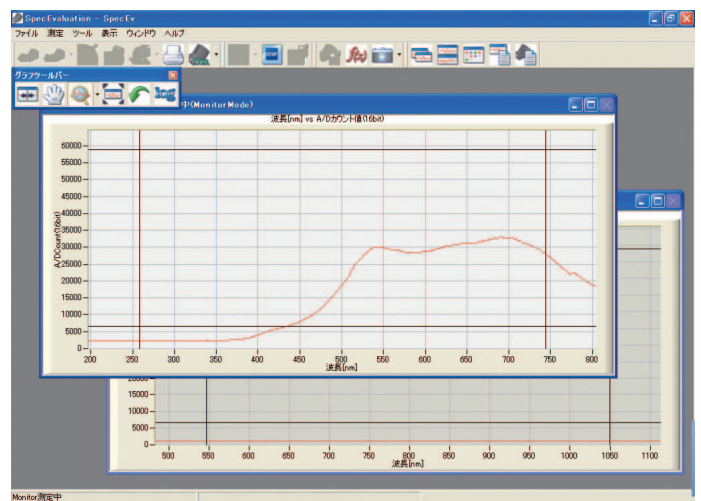 SpecEvaluation - SpecEv
ファイル 測定 ツール 表示 ウィンドウ ヘルプ
グラフツールバー
log
中(MonitorMode)
波長[nm] vs A/Dカウント値(16bit)
60000
55000
50000
45000
40000
35000
30000
25000
20000
15000
10000
5000
0
A/DCount(16bit)
200 250 300 350 400 450 500 550 600 650 700 750 800
波長[nm]
20000
15000
10000
5000
0
500 550 600 650 700 750 800 850 900 950 1000 1050 1100
波長[nm]
Monitor測定中